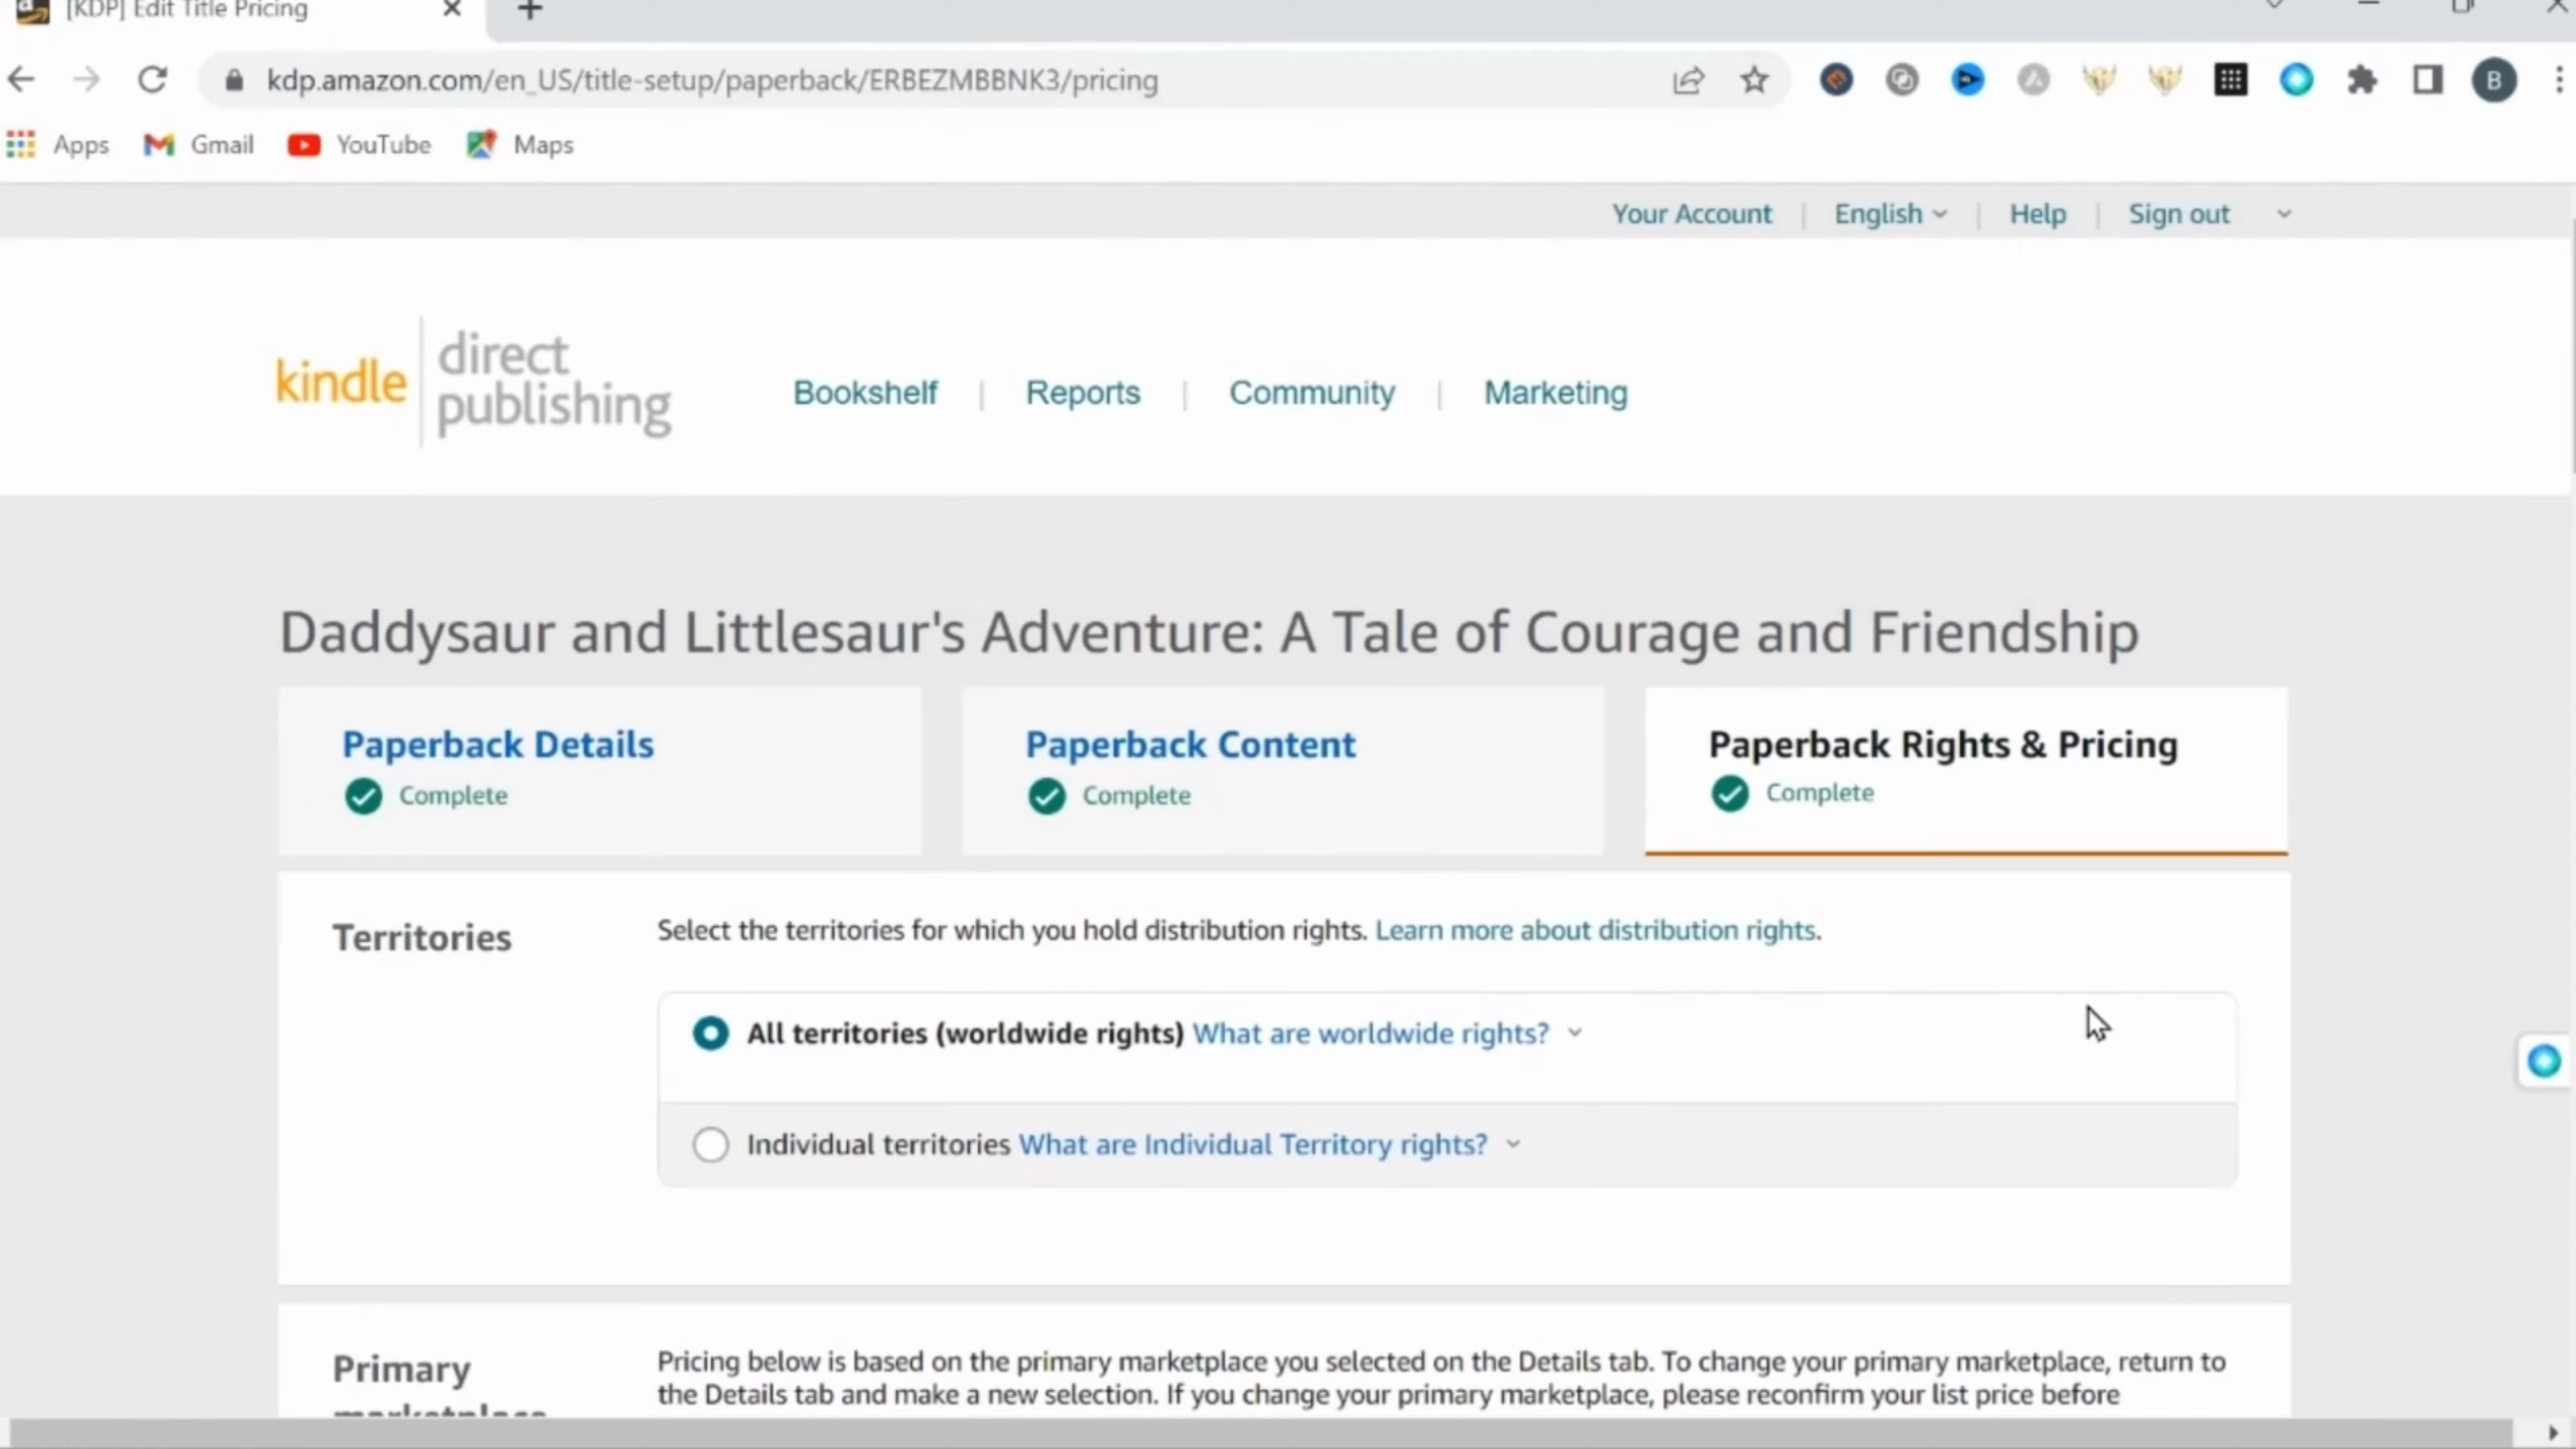 [KDP] Edit Title Pricing
kdp.amazon.com/en_US/title-setup/paperback/ERBEZMBBNK3/pricing
B
Apps Gmail YouTube Maps
Your Account | English | Help | Sign out
kindle direct publishing
Bookshelf | Reports | Community | Marketing
Daddysaur and Littlesaur's Adventure: A Tale of Courage and Friendship
Paperback Details
Complete
Paperback Content
Complete
Paperback Rights & Pricing
Complete
Territories
Select the territories for which you hold distribution rights. Learn more about distribution rights.
All territories (worldwide rights) What are worldwide rights?
Individual territories What are Individual Territory rights?
Primary
marketplace
Pricing below is based on the primary marketplace you selected on the Details tab. To change your primary marketplace, return to
the Details tab and make a new selection. If you change your primary marketplace, please reconfirm your list price before